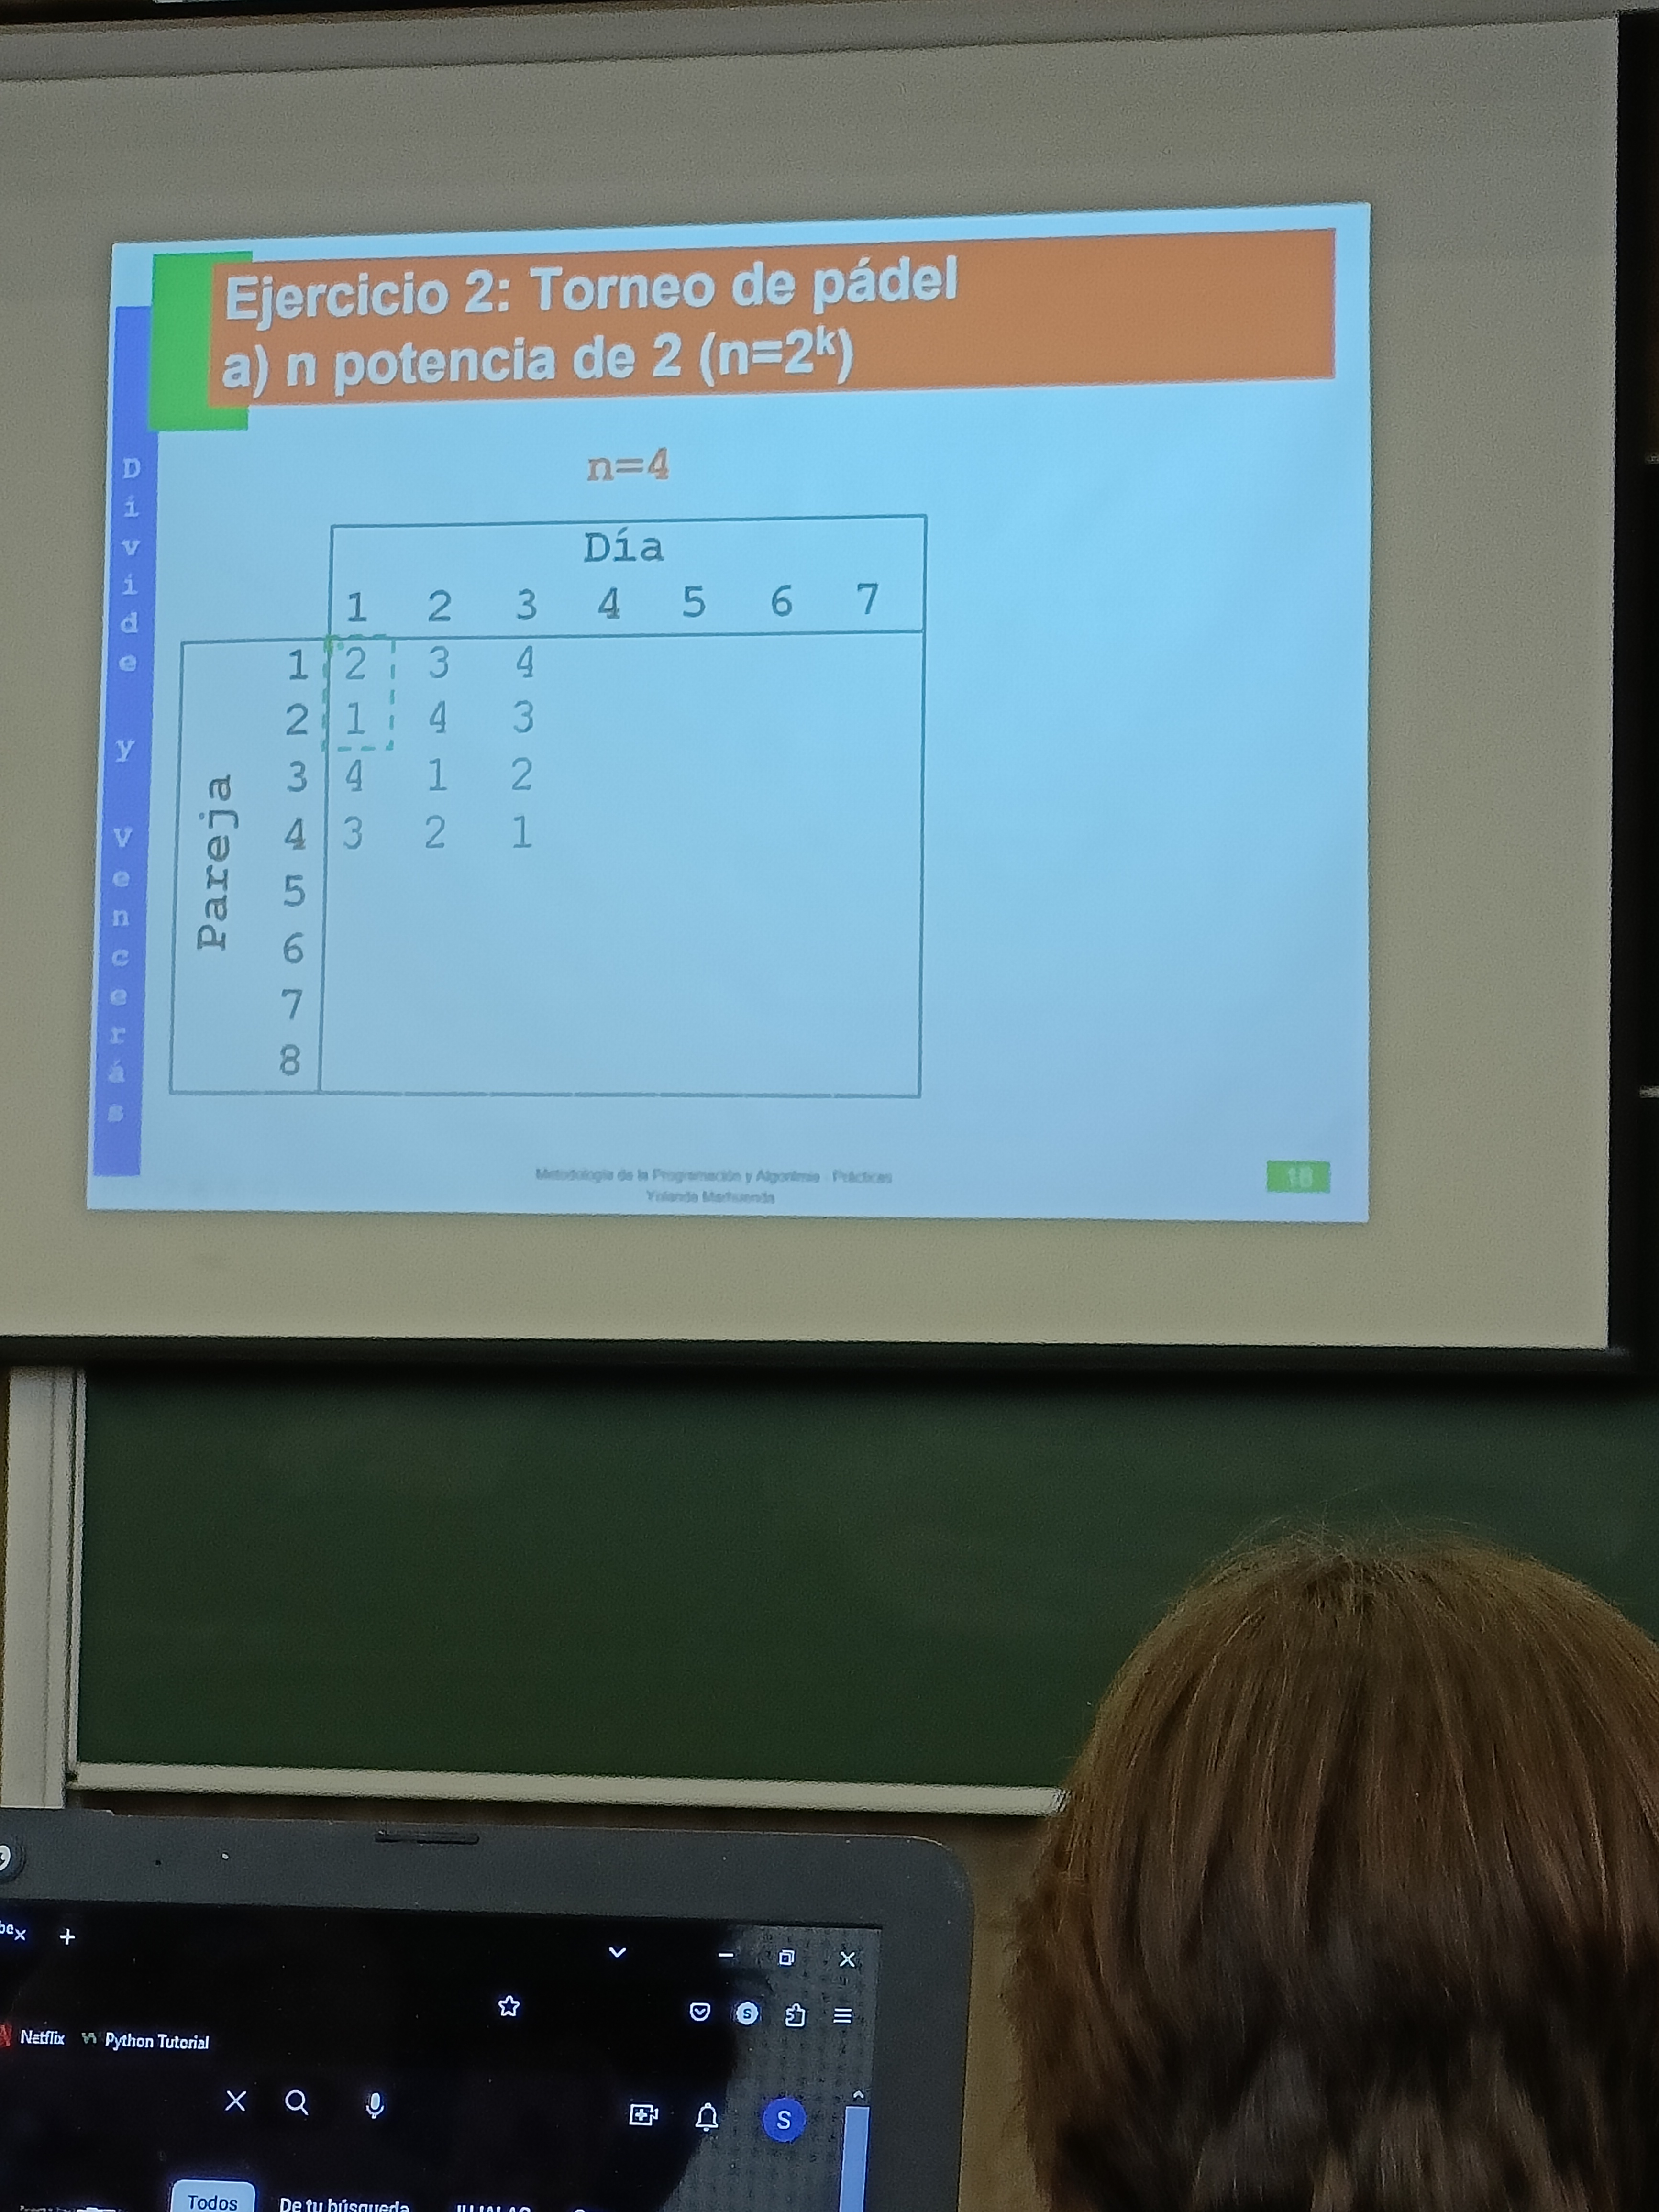 Ejercicio 2: Torneo de pádel
a) n potencia de 2 (n=2ᵏ)
Divide y vencerás
n=4
Día
1 2 3 4 5 6 7
Pareja
1 2 3 4
2 1 4 3
3 4 1 2
4 3 2 1
5
6
7
8
Metodología de la Programación y Algoritmia - Prácticas
Yolanda Marhuenda
18
Netflix
Python Tutorial
S
S
Todos
De tu búsqueda